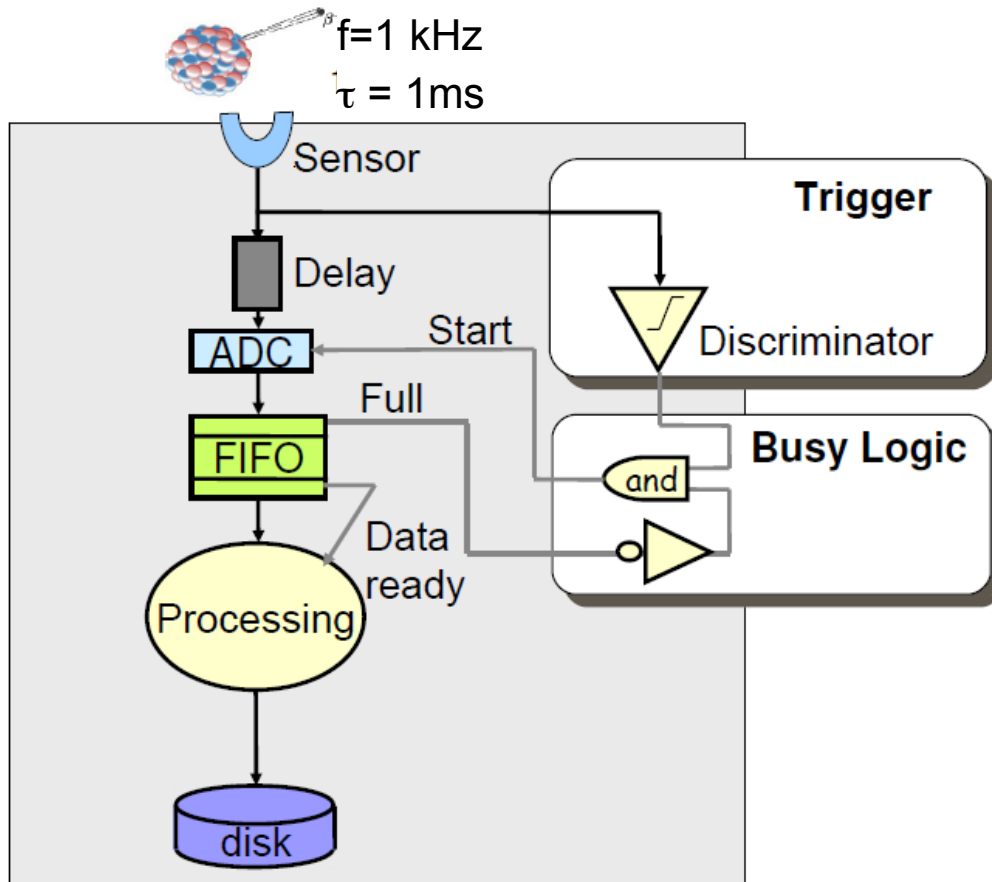 β
f=1 kHz
τ = 1ms
Sensor
Trigger
Delay
Start
Discriminator
ADC
Full
Busy Logic
FIFO
and
Data
ready
Processing
disk